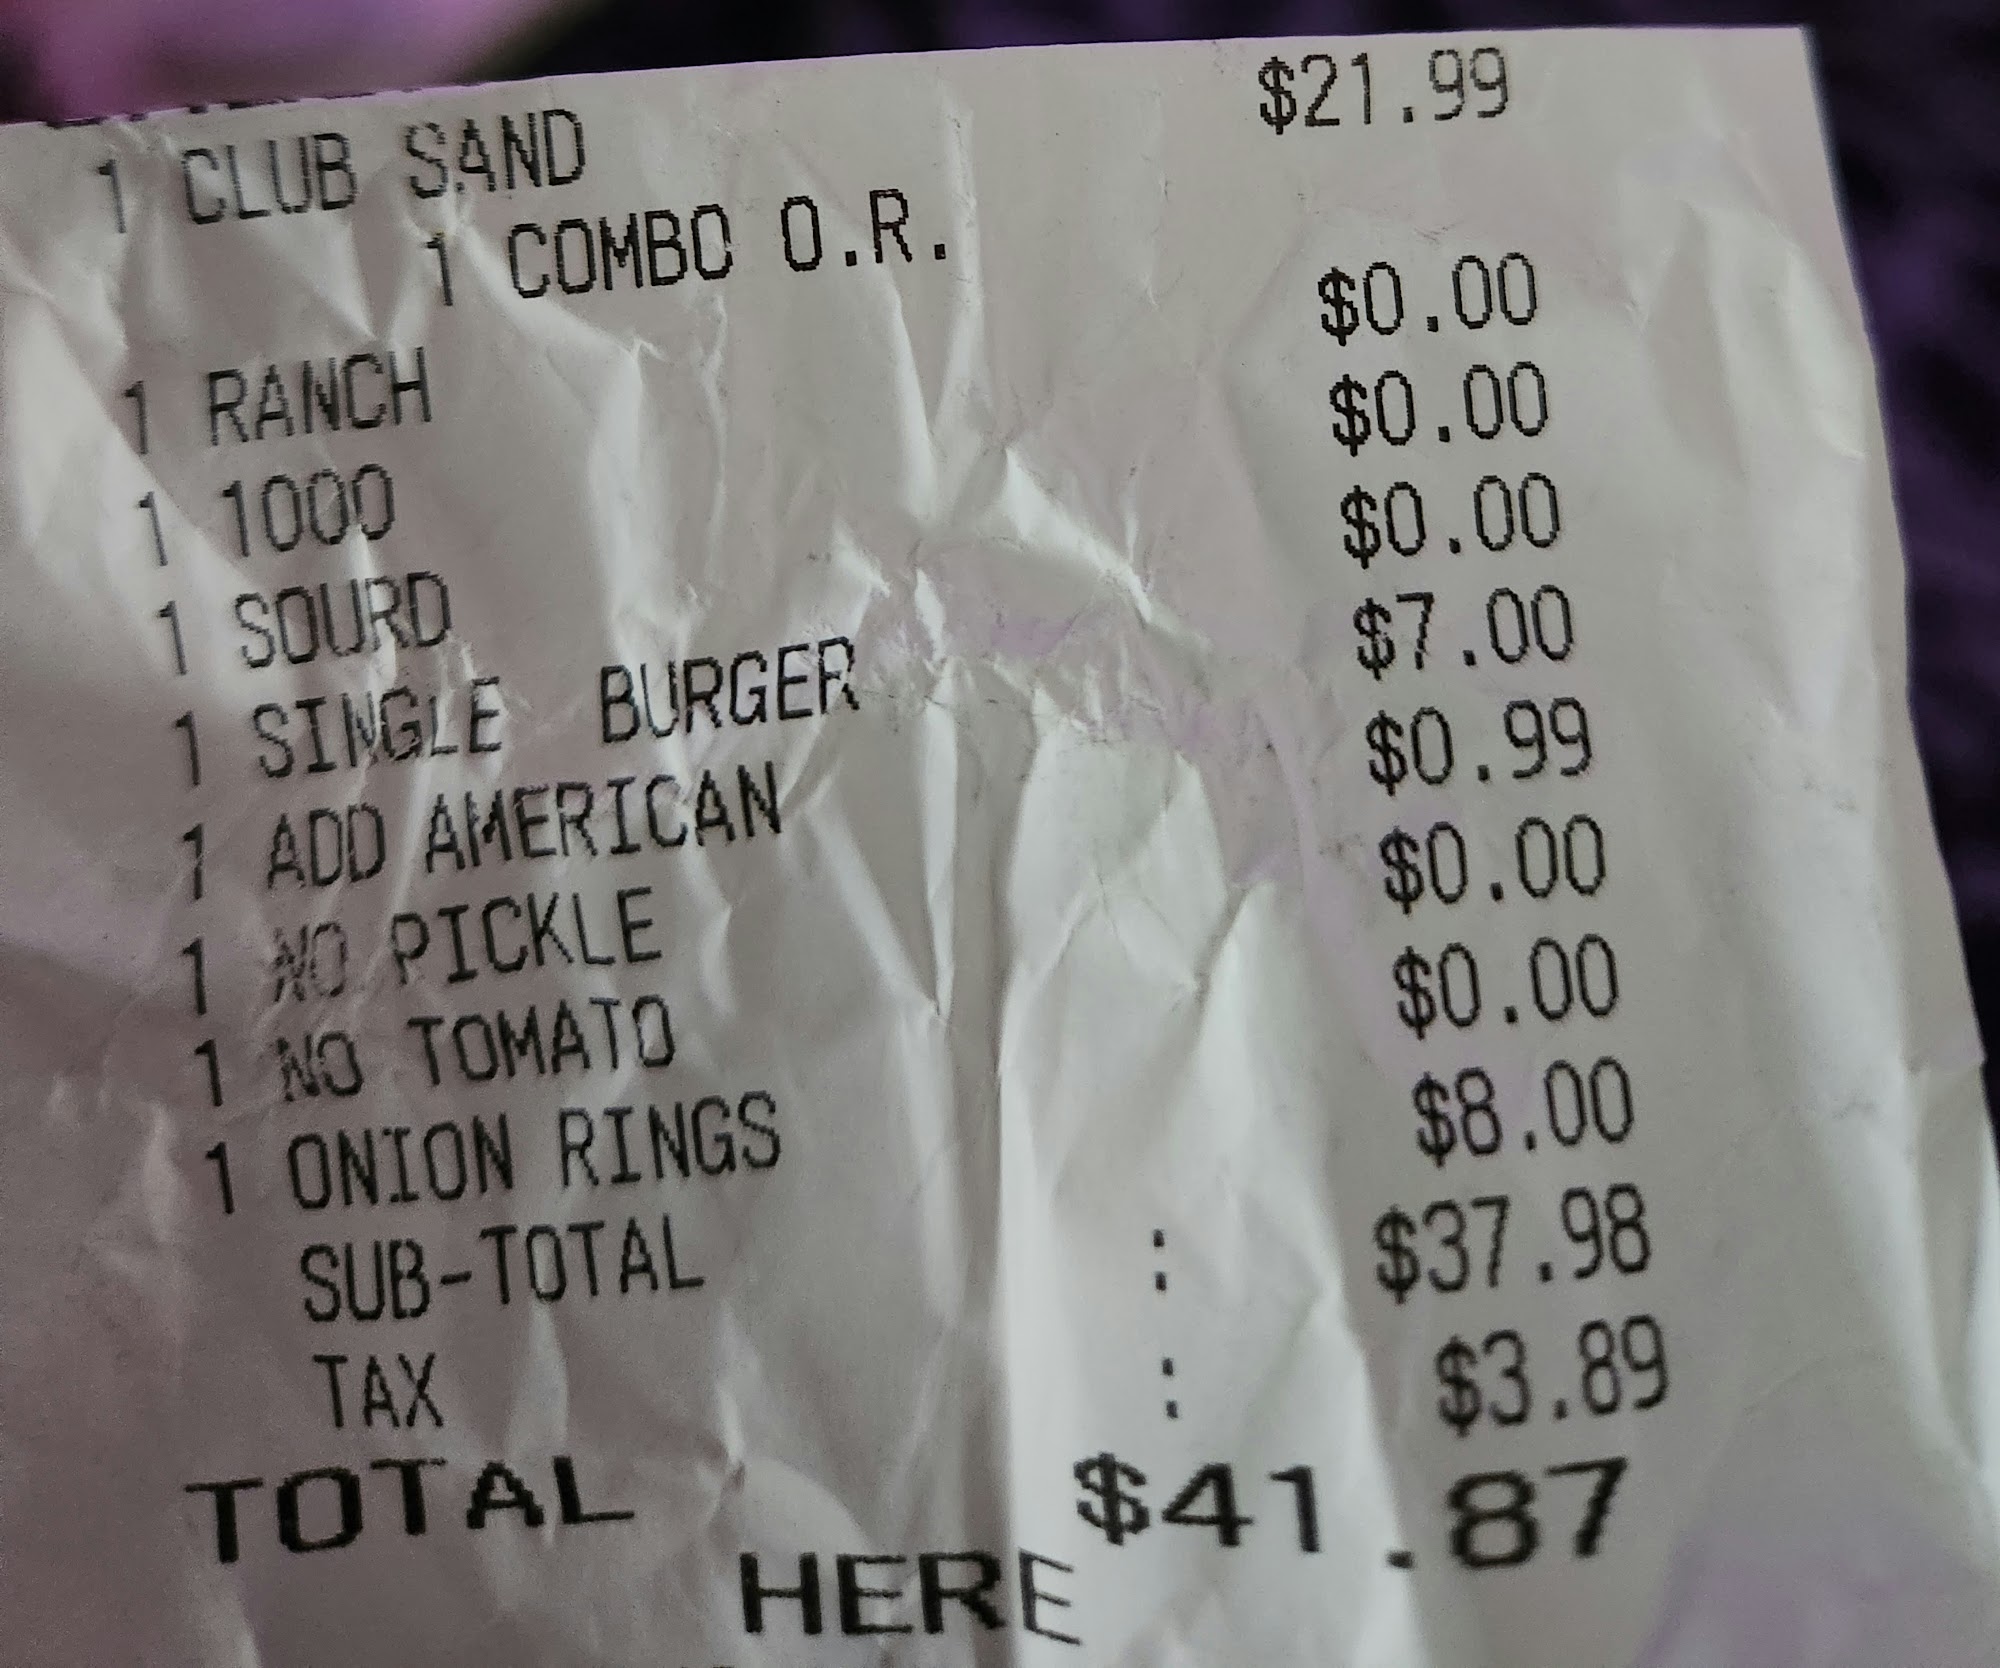 1 CLUB SAND $21.99
1 COMBO O.R.
1 RANCH $0.00
1 1000 $0.00
1 SOURD $0.00
1 SINGLE BURGER $7.00
1 ADD AMERICAN $0.99
1 NO PICKLE $0.00
1 NO TOMATO $0.00
1 ONION RINGS $8.00
SUB-TOTAL : $37.98
TAX : $3.89
TOTAL $41.87
HERE